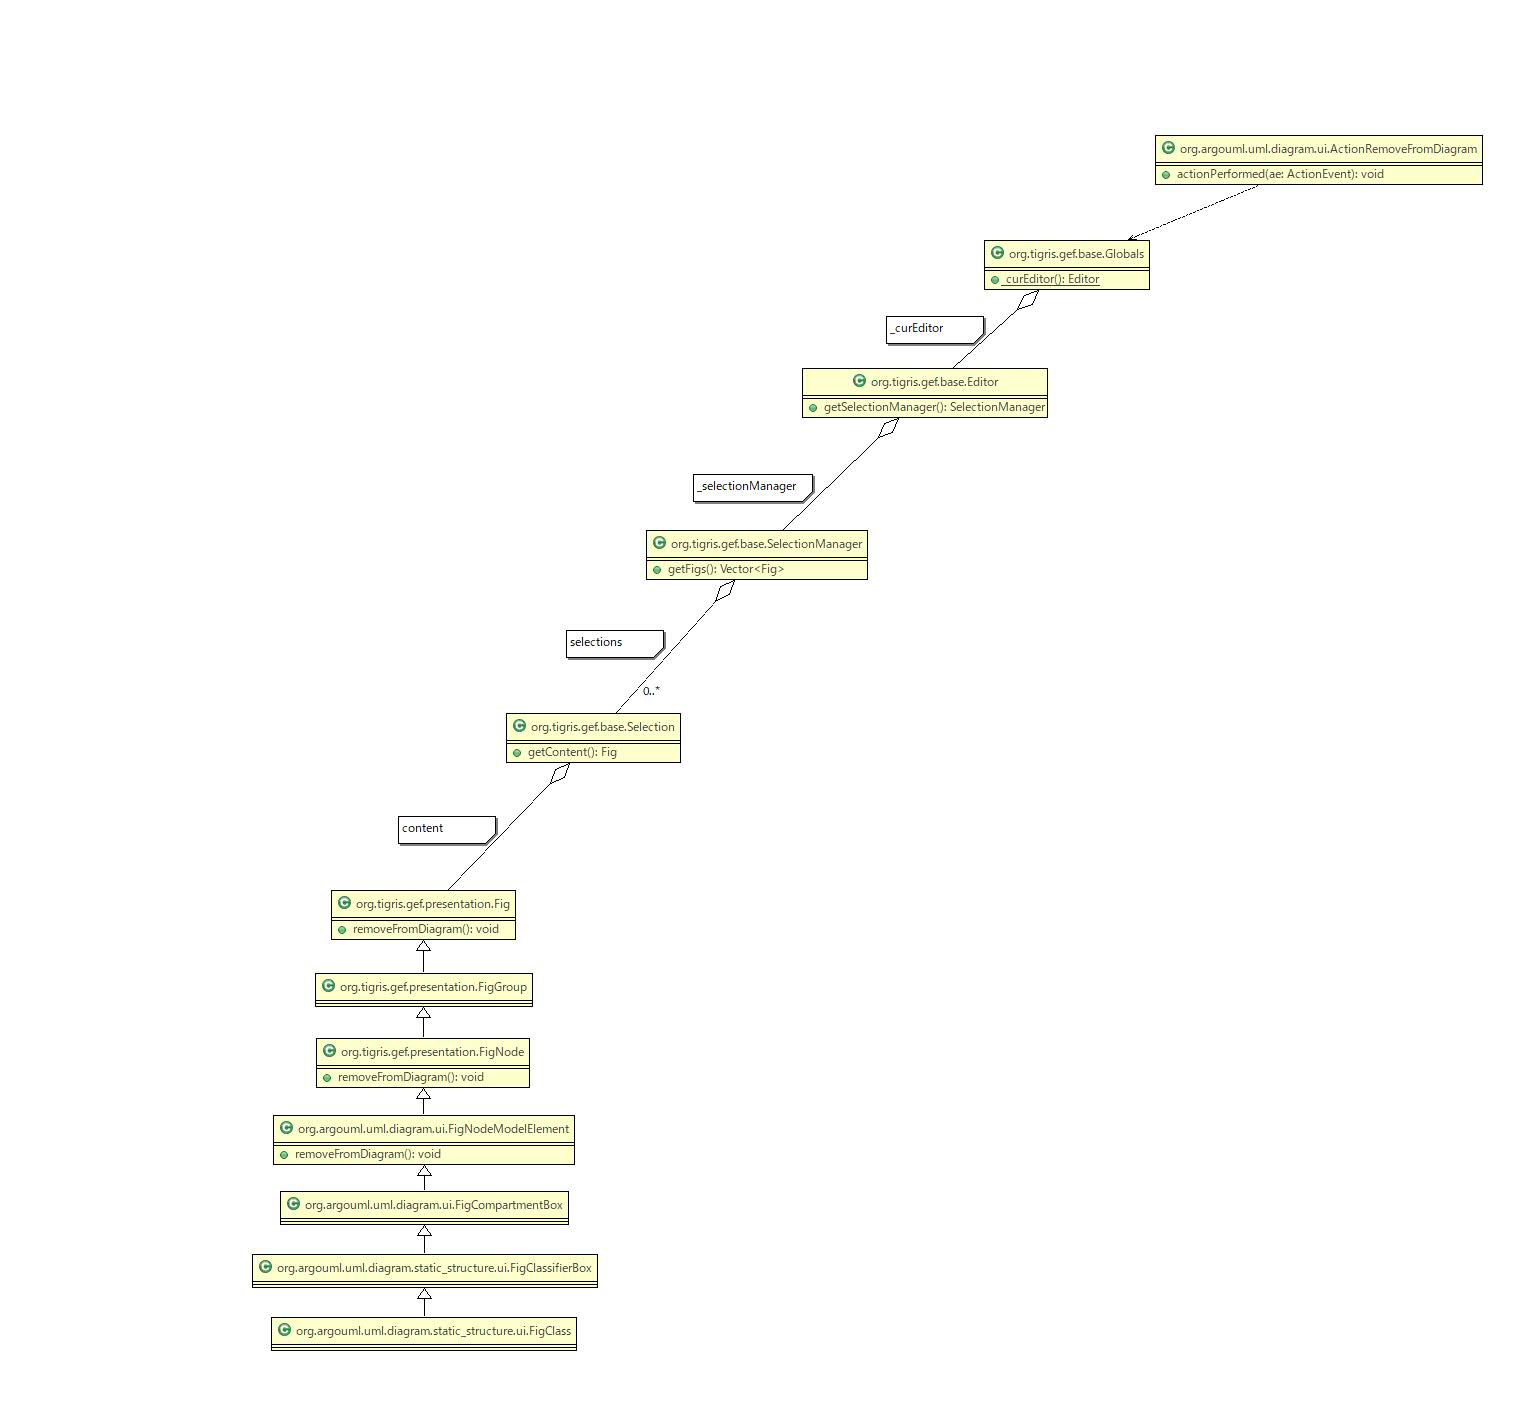 org.argouml.uml.diagram.ui.ActionRemoveFromDiagram
actionPerformed(ae: ActionEvent): void
org.tigris.gef.base.Globals
_curEditor(): Editor
_curEditor
org.tigris.gef.base.Editor
getSelectionManager(): SelectionManager
_selectionManager
org.tigris.gef.base.SelectionManager
getFigs(): Vector<Fig>
selections
0..*
org.tigris.gef.base.Selection
getContent(): Fig
content
org.tigris.gef.presentation.Fig
removeFromDiagram(): void
org.tigris.gef.presentation.FigGroup
org.tigris.gef.presentation.FigNode
removeFromDiagram(): void
org.argouml.uml.diagram.ui.FigNodeModelElement
removeFromDiagram(): void
org.argouml.uml.diagram.ui.FigCompartmentBox
org.argouml.uml.diagram.static_structure.ui.FigClassifierBox
org.argouml.uml.diagram.static_structure.ui.FigClass